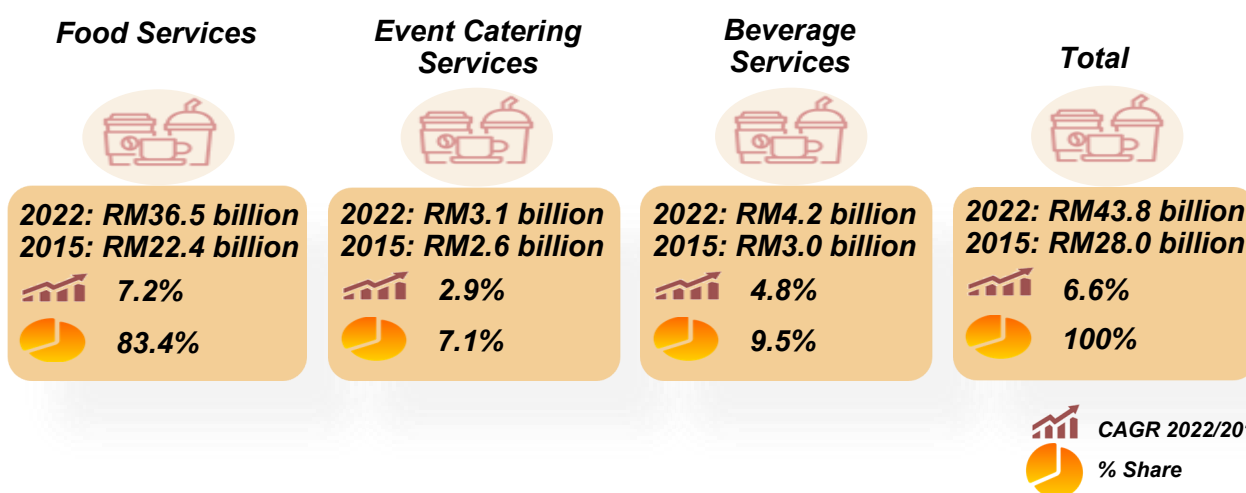 Food Services
2022: RM36.5 billion
2015: RM22.4 billion
7.2%
83.4%
Event Catering
Services
2022: RM3.1 billion
2015: RM2.6 billion
2.9%
7.1%
Beverage
Services
2022: RM4.2 billion
2015: RM3.0 billion
4.8%
9.5%
Total
2022: RM43.8 billion
2015: RM28.0 billion
6.6%
100%
CAGR
% Share